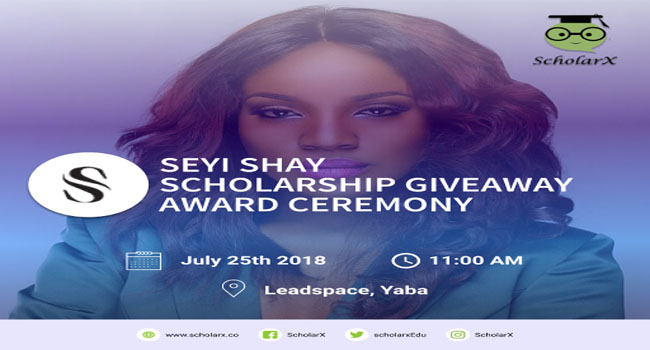 ScholarX
SEYI SHAY
SCHOLARSHIP GIVEAWAY
AWARD CEREMONY
July 25th 2018
11:00 AM
Leadspace, Yaba
www.scholarx.co
ScholarX
scholarxEdu
ScholarX